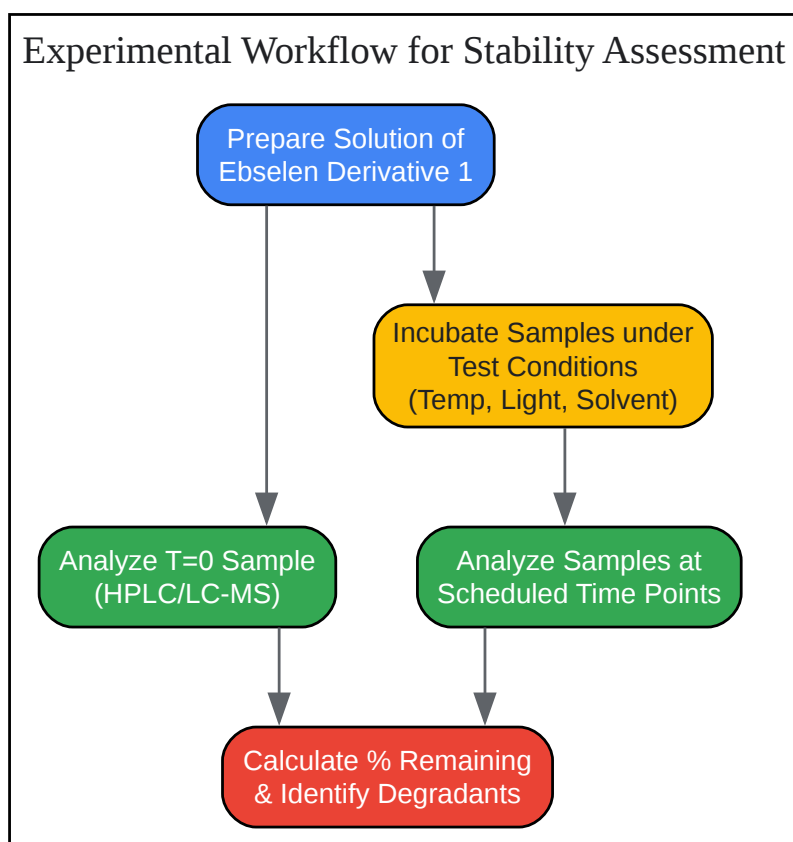 Experimental Workflow for Stability Assessment
Prepare Solution of
Ebselen Derivative 1
Incubate Samples under
Test Conditions
(Temp, Light, Solvent)
Analyze T=0 Sample
(HPLC/LC-MS)
Analyze Samples at
Scheduled Time Points
Calculate % Remaining
& Identify Degradants